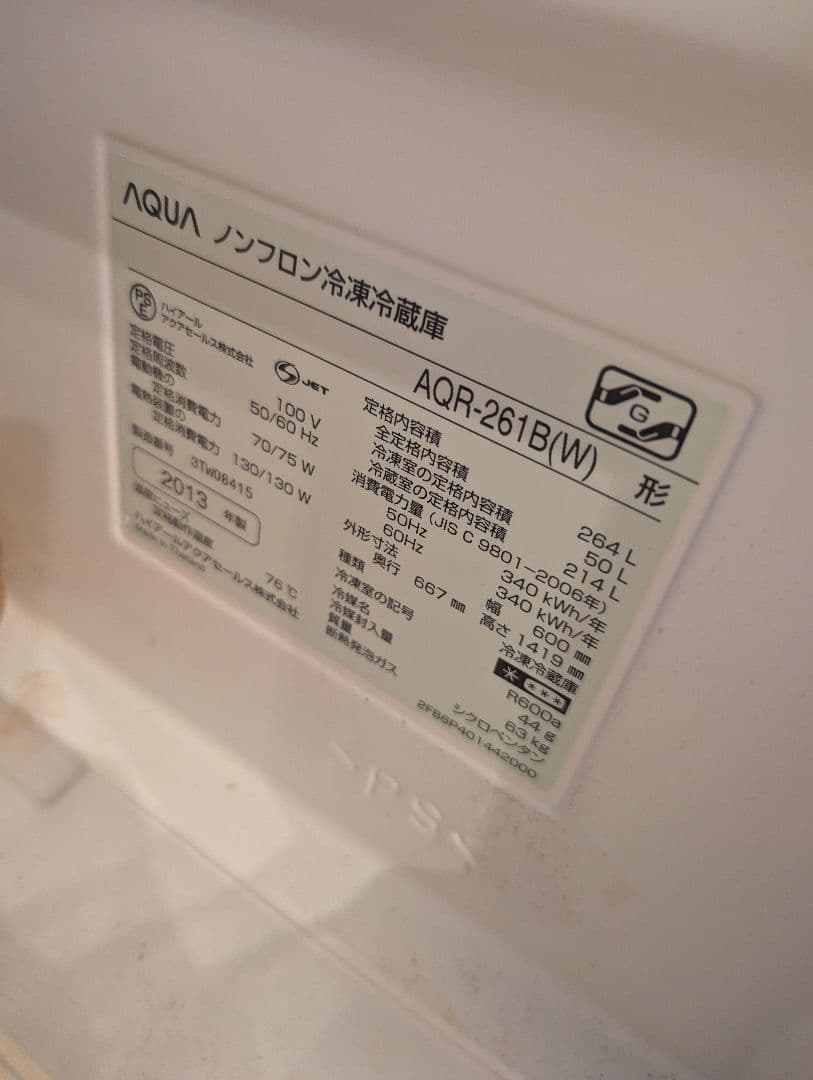 AQUA ノンフロン冷凍冷蔵庫
AQR-261B(W) 形
G
PSE
ハイアール
アクアセールス株式会社
S JET
定格電圧 100 V
定格周波数 50/60 Hz
電動機の
定格消費電力 70/75 W
電熱装置の
定格消費電力 130/130 W
製造番号 3TW08415
2013 年製
温度ヒューズ
定格動作温度 76 ℃
ハイアールアクアセールス株式会社
Made in Thailand
定格内容積
全定格内容積 264 L
冷凍室の定格内容積 50 L
冷蔵室の定格内容積 214 L
消費電力量 (JIS C 9801-2006年)
50Hz 340 kWh/年
60Hz 340 kWh/年
外形寸法 幅 600 mm
奥行 667 mm 高さ 1419 mm
種類 冷凍冷蔵庫
冷凍室の記号 * ***
冷媒名 R600a
冷媒封入量 44 g
質量 63 kg
断熱発泡ガス シクロペンタン
2FB6P401442000
>PS<